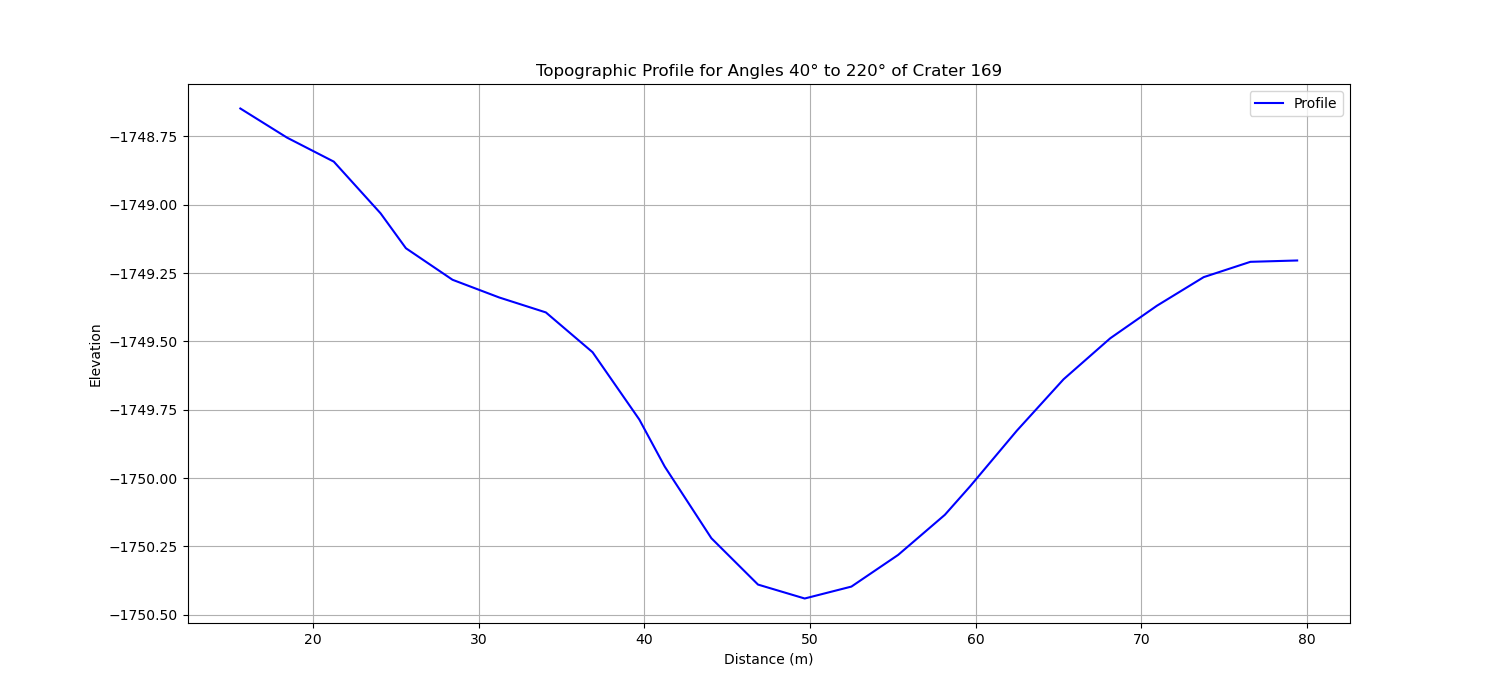 Topographic Profile for Angles 40° to 220° of Crater 169
Profile
−1748.75
−1749.00
−1749.25
−1749.50
−1749.75
−1750.00
−1750.25
−1750.50
Elevation
20 30 40 50 60 70 80
Distance (m)